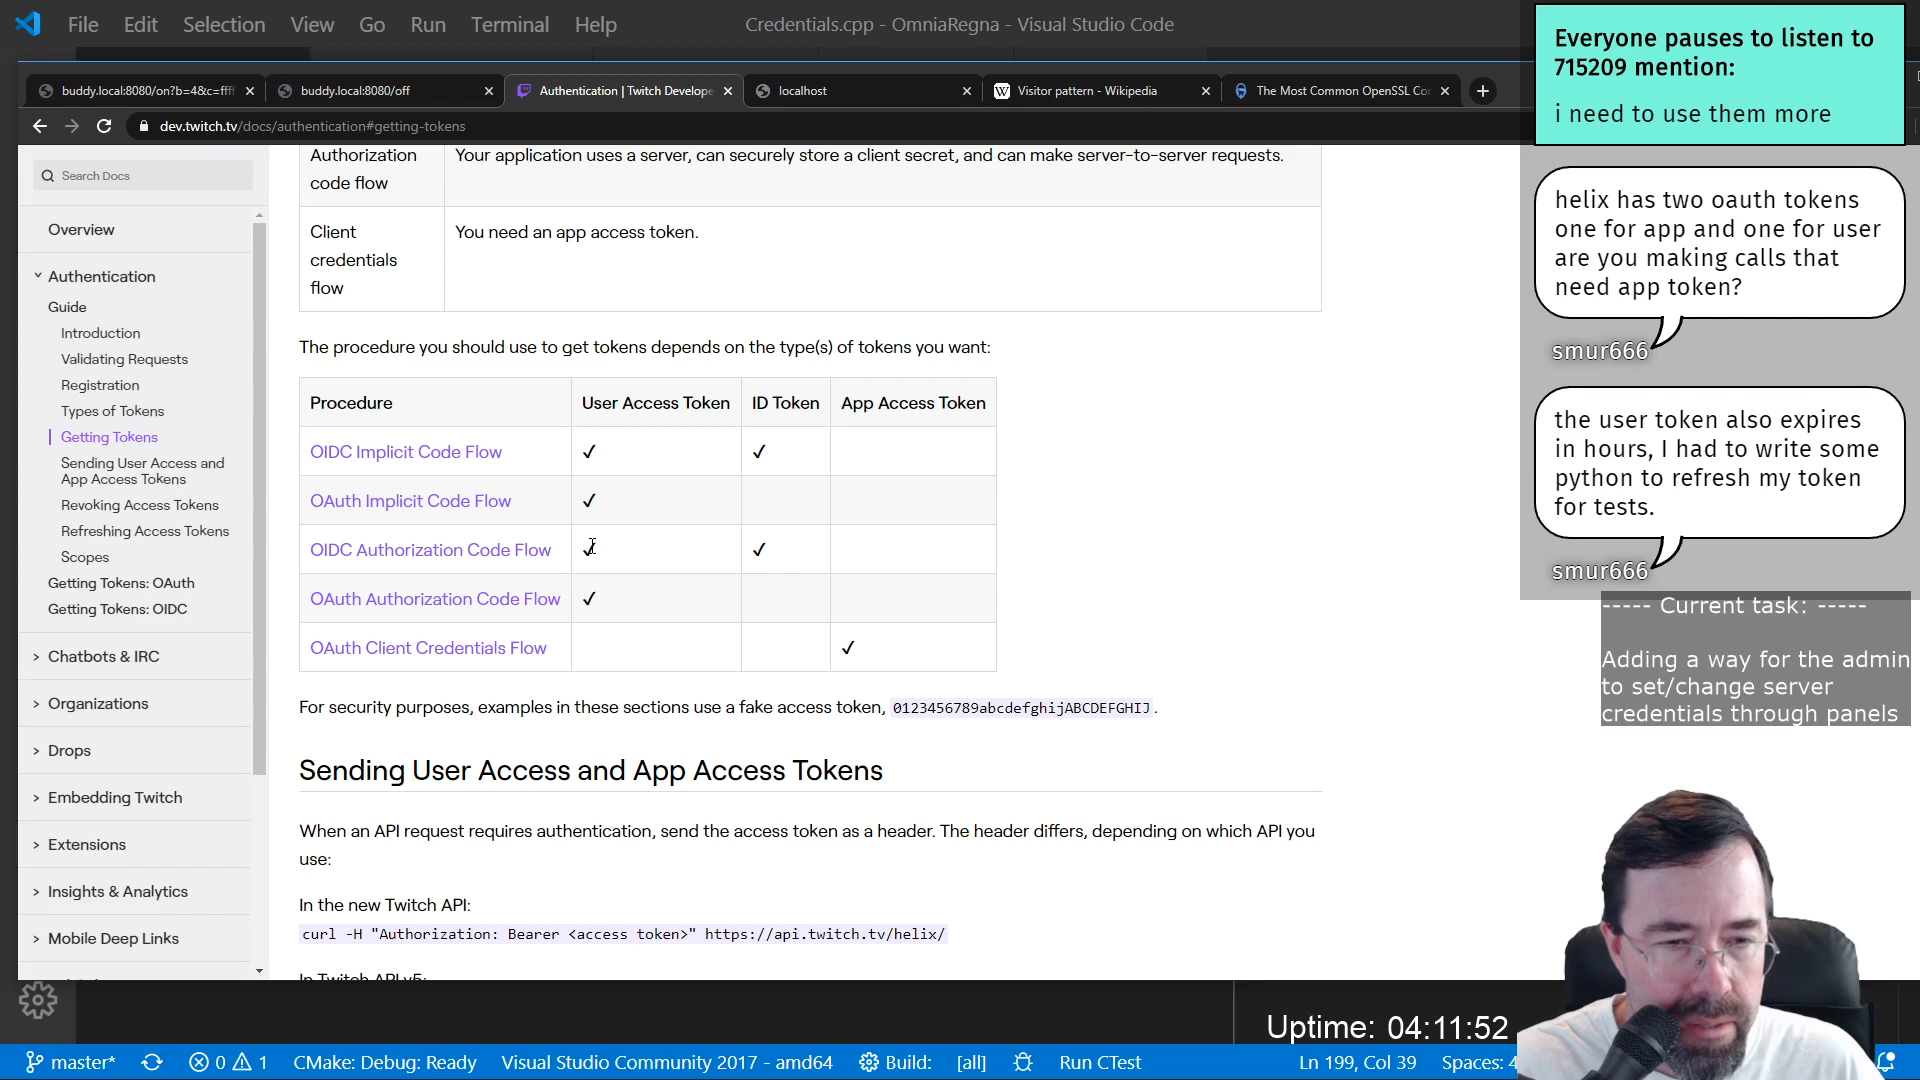 File Edit Selection View Go Run Terminal Help
Credentials.cpp - OmniaRegna - Visual Studio Code
buddy.local:8080/on?b=4&c=ffff
buddy.local:8080/off
Authentication | Twitch Develope
localhost
Visitor pattern - Wikipedia
The Most Common OpenSSL Co
dev.twitch.tv/docs/authentication#getting-tokens
Search Docs
Overview
Authentication
Guide
Introduction
Validating Requests
Registration
Types of Tokens
Getting Tokens
Sending User Access and
App Access Tokens
Revoking Access Tokens
Refreshing Access Tokens
Scopes
Getting Tokens: OAuth
Getting Tokens: OIDC
Chatbots & IRC
Organizations
Drops
Embedding Twitch
Extensions
Insights & Analytics
Mobile Deep Links
Authorization
code flow
Your application uses a server, can securely store a client secret, and can make server-to-server requests.
Client
credentials
flow
You need an app access token.
The procedure you should use to get tokens depends on the type(s) of tokens you want:
Procedure User Access Token ID Token App Access Token
OIDC Implicit Code Flow ✓ ✓
OAuth Implicit Code Flow ✓
OIDC Authorization Code Flow ✓ ✓
OAuth Authorization Code Flow ✓
OAuth Client Credentials Flow ✓
For security purposes, examples in these sections use a fake access token, 0123456789abcdefghijABCDEFGHIJ.
Sending User Access and App Access Tokens
When an API request requires authentication, send the access token as a header. The header differs, depending on which API you
use:
In the new Twitch API:
curl -H "Authorization: Bearer <access token>" https://api.twitch.tv/helix/
In Twitch API v5:
Everyone pauses to listen to
715209 mention:
i need to use them more
helix has two oauth tokens
one for app and one for user
are you making calls that
need app token?
smur666
the user token also expires
in hours, I had to write some
python to refresh my token
for tests.
smur666
----- Current task: -----
Adding a way for the admin
to set/change server
credentials through panels
Uptime: 04:11:52
master* 0 1 CMake: Debug: Ready Visual Studio Community 2017 - amd64 Build: [all] Run CTest Ln 199, Col 39 Spaces: 4